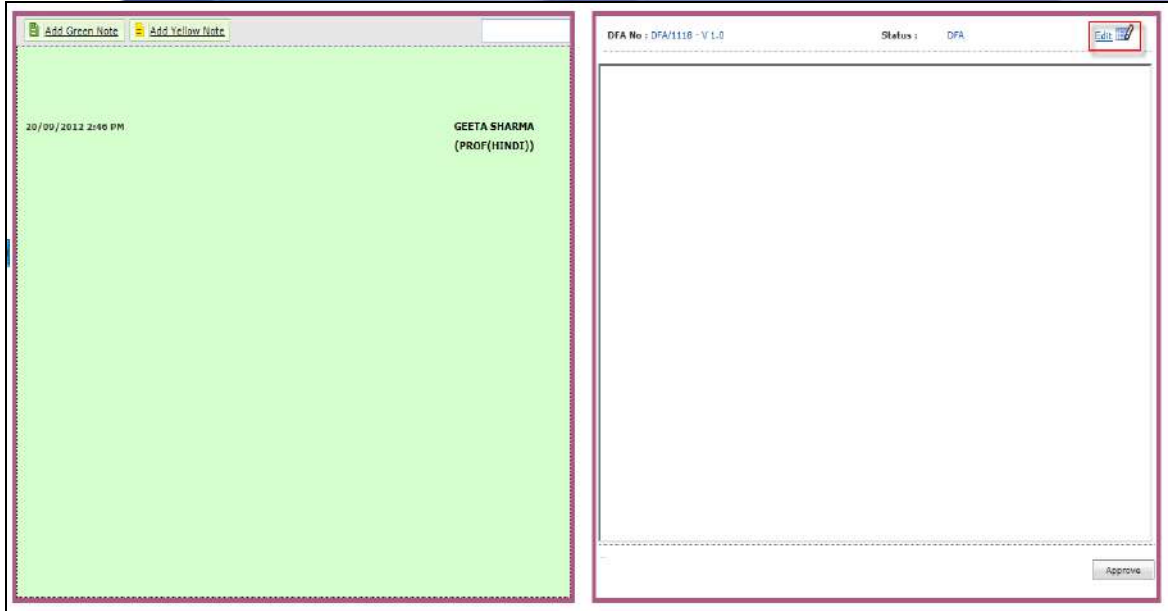 Add Green Note Add Yellow Note
20/09/2012 2:46 PM GEETA SHARMA
(PROF(HINDI))
DFA No : DFA/1118 - V 1.0 Status : DFA Edit
Approve